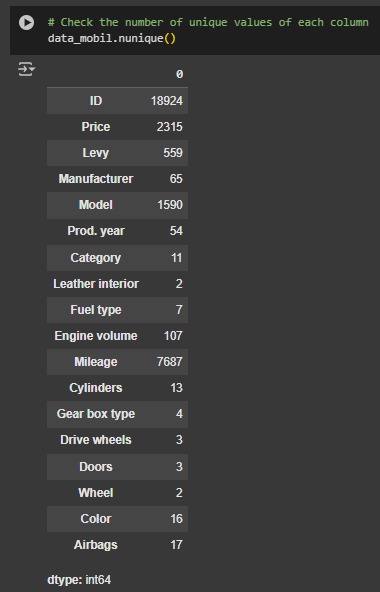 # Check the number of unique values of each column
data_mobil.nunique()
0
ID 18924
Price 2315
Levy 559
Manufacturer 65
Model 1590
Prod. year 54
Category 11
Leather interior 2
Fuel type 7
Engine volume 107
Mileage 7687
Cylinders 13
Gear box type 4
Drive wheels 3
Doors 3
Wheel 2
Color 16
Airbags 17
dtype: int64